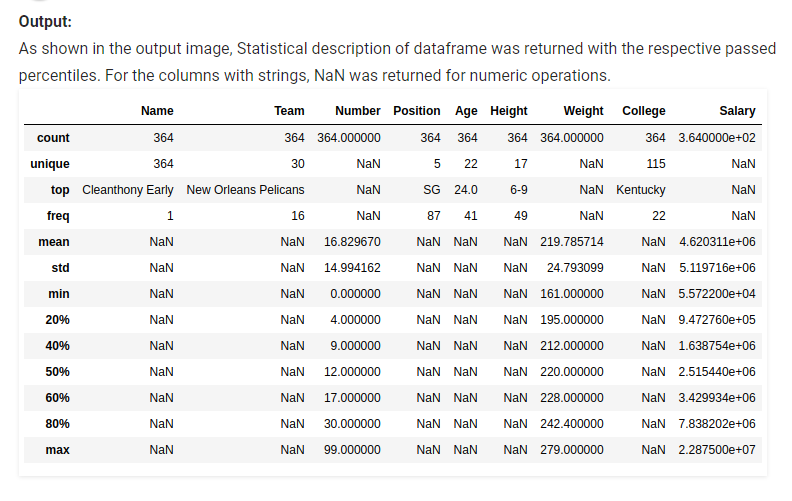 Output:
As shown in the output image, Statistical description of dataframe was returned with the respective passed
percentiles. For the columns with strings, NaN was returned for numeric operations.
Name Team Number Position Age Height Weight College Salary
count 364 364 364.000000 364 364 364 364.000000 364 3.640000e+02
unique 364 30 NaN 5 22 17 NaN 115 NaN
top Cleanthony Early New Orleans Pelicans NaN SG 24.0 6-9 NaN Kentucky NaN
freq 1 16 NaN 87 41 49 NaN 22 NaN
mean NaN NaN 16.829670 NaN NaN NaN 219.785714 NaN 4.620311e+06
std NaN NaN 14.994162 NaN NaN NaN 24.793099 NaN 5.119716e+06
min NaN NaN 0.000000 NaN NaN NaN 161.000000 NaN 5.572200e+04
20% NaN NaN 4.000000 NaN NaN NaN 195.000000 NaN 9.472760e+05
40% NaN NaN 9.000000 NaN NaN NaN 212.000000 NaN 1.638754e+06
50% NaN NaN 12.000000 NaN NaN NaN 220.000000 NaN 2.515440e+06
60% NaN NaN 17.000000 NaN NaN NaN 228.000000 NaN 3.429934e+06
80% NaN NaN 30.000000 NaN NaN NaN 242.400000 NaN 7.838202e+06
max NaN NaN 99.000000 NaN NaN NaN 279.000000 NaN 2.287500e+07